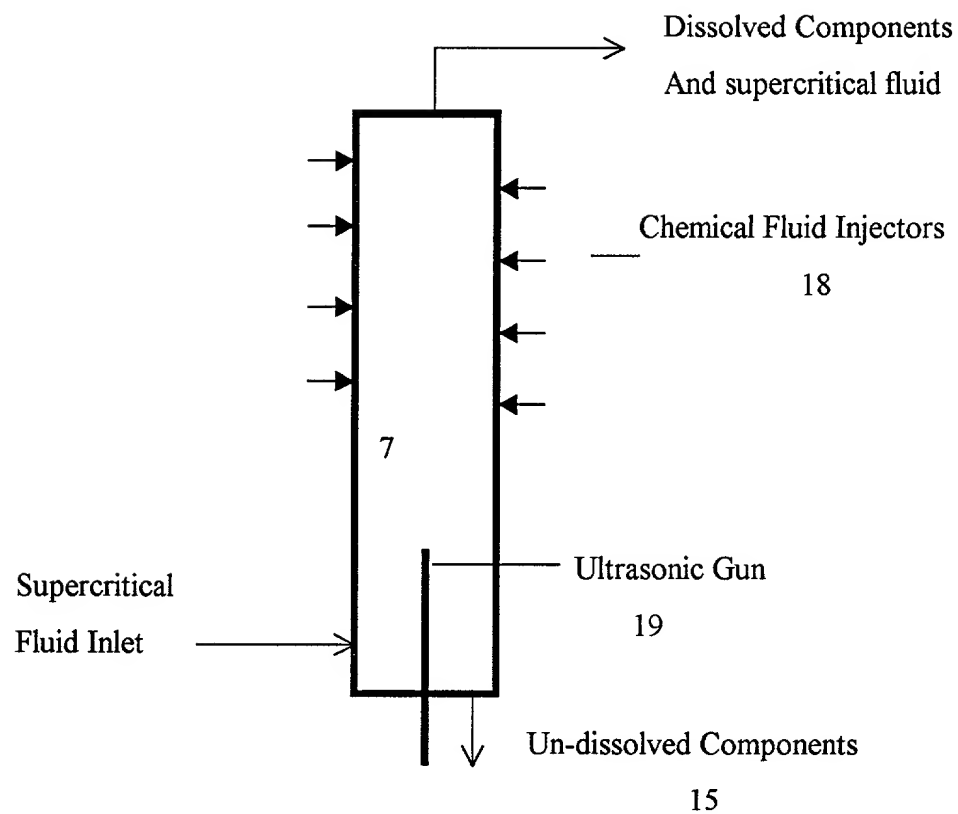 Dissolved Components
And supercritical fluid
Chemical Fluid Injectors
18
7
Ultrasonic Gun
19
Supercritical
Fluid Inlet
Un-dissolved Components
15